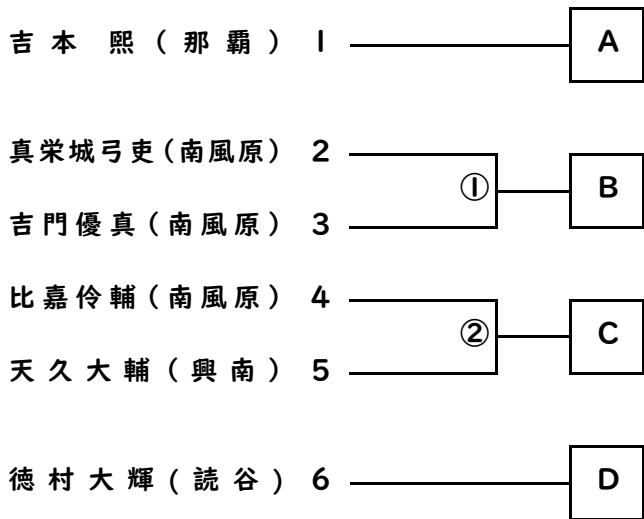 吉本 熙（那覇） 1 A
真栄城弓吏(南風原) 2
① B
吉門優真（南風原） 3
比嘉伶輔(南風原) 4
② C
天久大輔（興南） 5
徳村大輝(読谷) 6 D